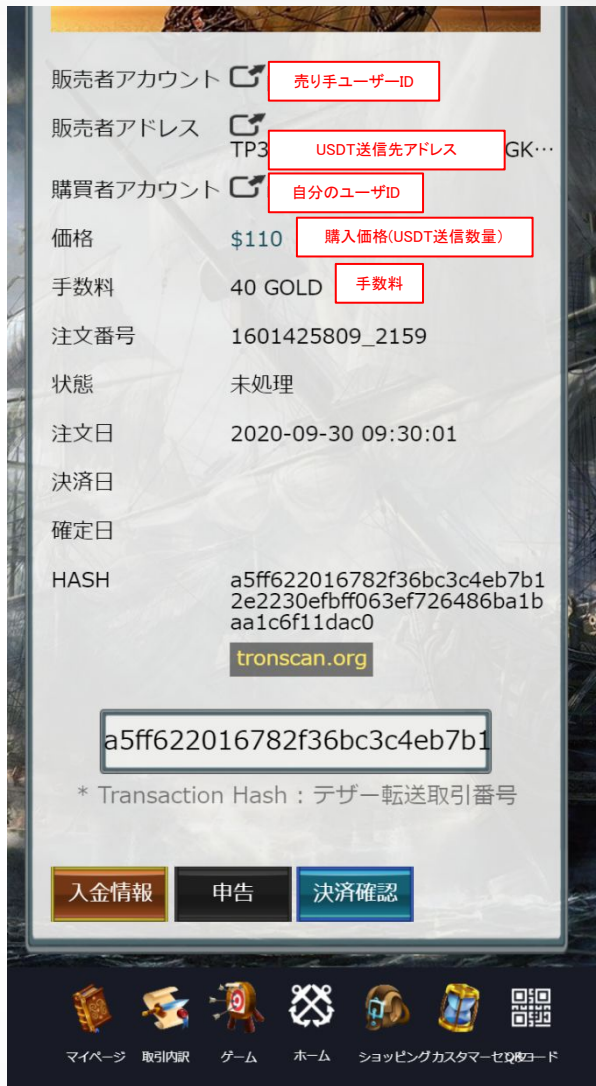 販売者アカウント 売り手ユーザーID
販売者アドレス
TP3 USDT送信先アドレス GK…
購買者アカウント 自分のユーザID
価格 $110 購入価格(USDT送信数量)
手数料 40 GOLD 手数料
注文番号 1601425809_2159
状態 未処理
注文日 2020-09-30 09:30:01
決済日
確定日
HASH a5ff622016782f36bc3c4eb7b1
2e2230efbff063ef726486ba1b
aa1c6f11dac0
tronscan.org
a5ff622016782f36bc3c4eb7b1
* Transaction Hash : テザー転送取引番号
入金情報 申告 決済確認
マイページ 取引内訳 ゲーム ホーム ショッピング カスタマーセ QRコード